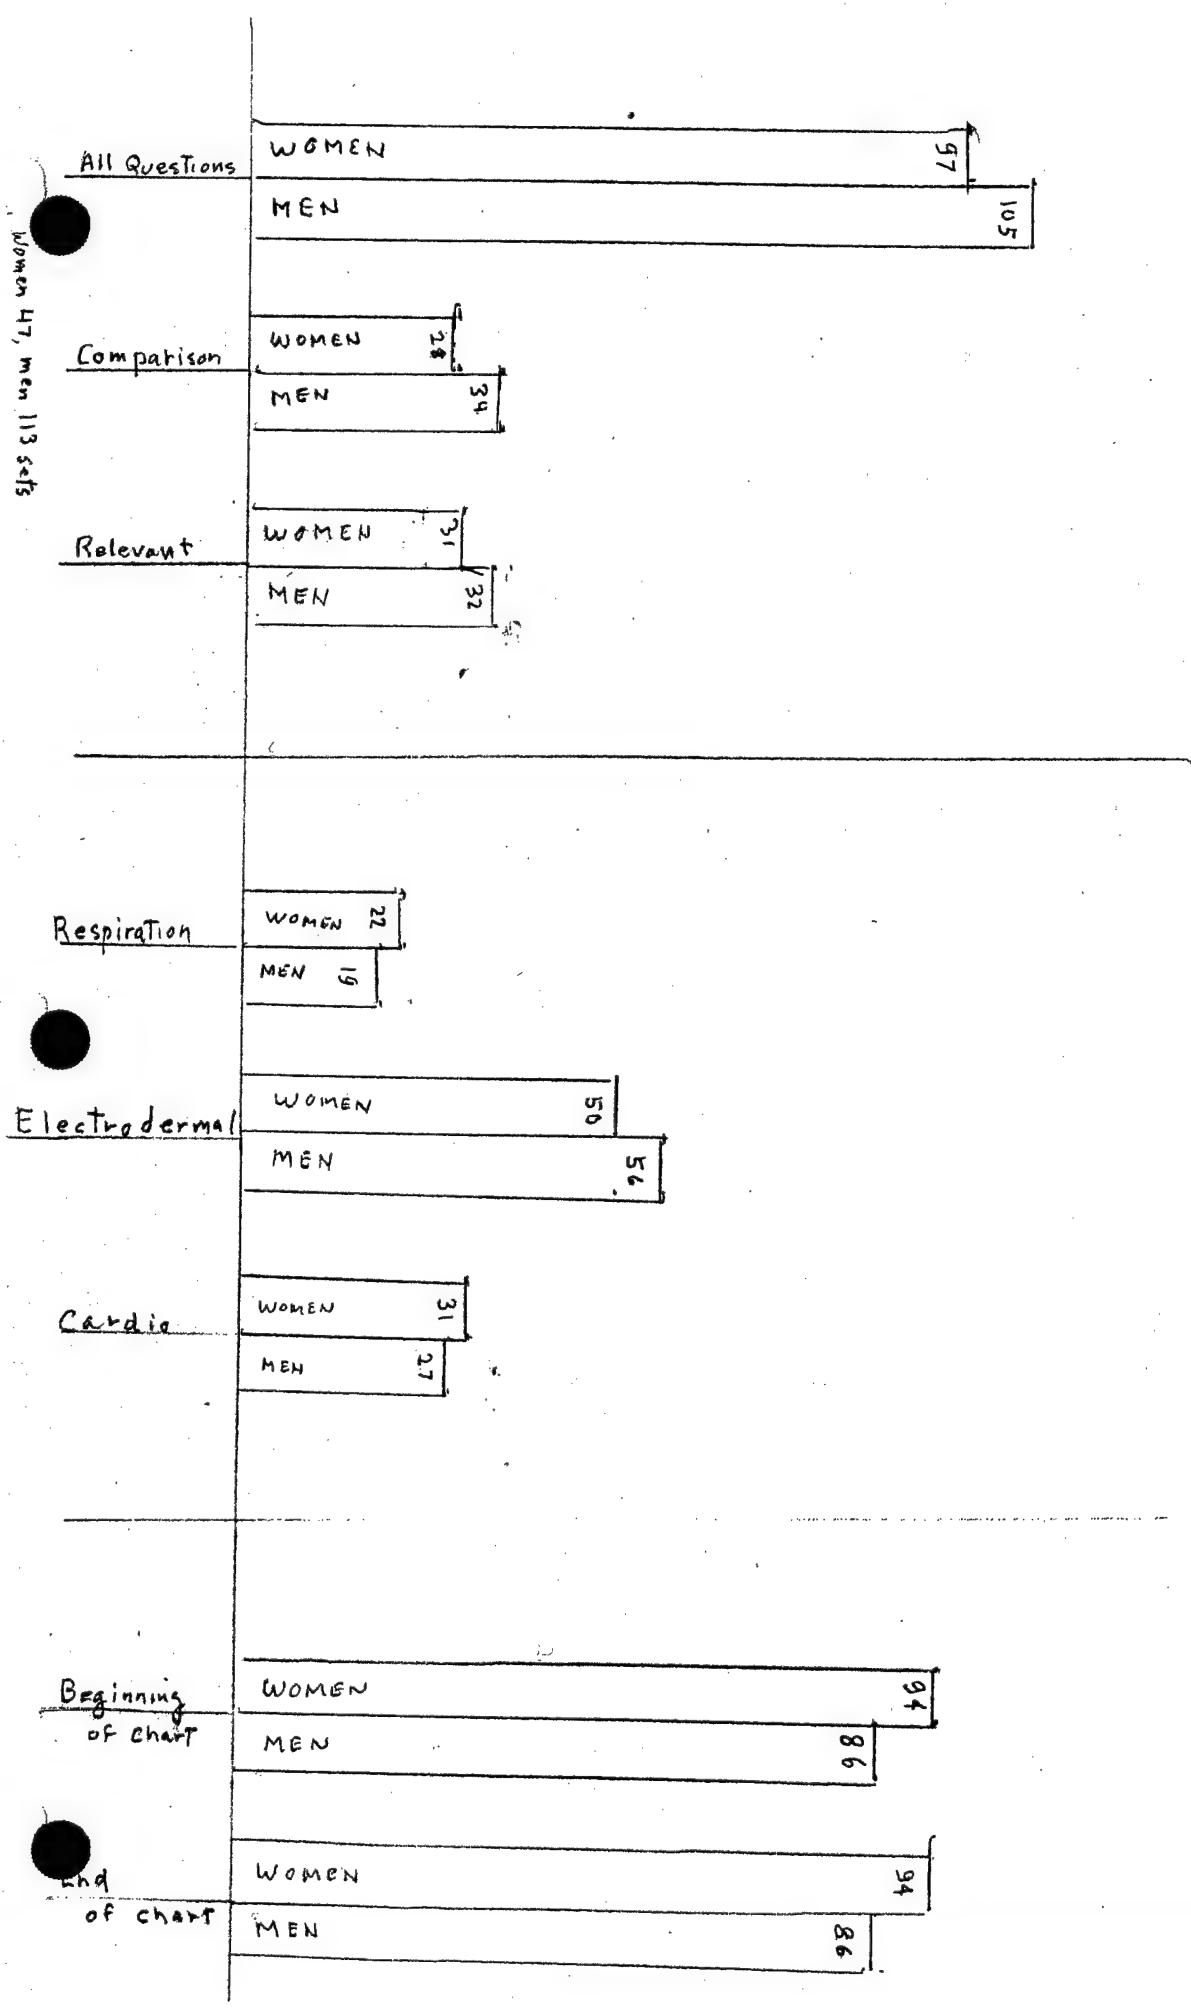 All Questions
WOMEN
97
MEN
105
Women 47, men 113 sets
Comparison
WOMEN
28
MEN
34
Relevant
WOMEN
31
MEN
32
Respiration
WOMEN
22
MEN
19
Electrodermal
WOMEN
50
MEN
56
Cardio
WOMEN
31
MEN
27
Beginning
of chart
WOMEN
94
MEN
86
End
of chart
WOMEN
94
MEN
86